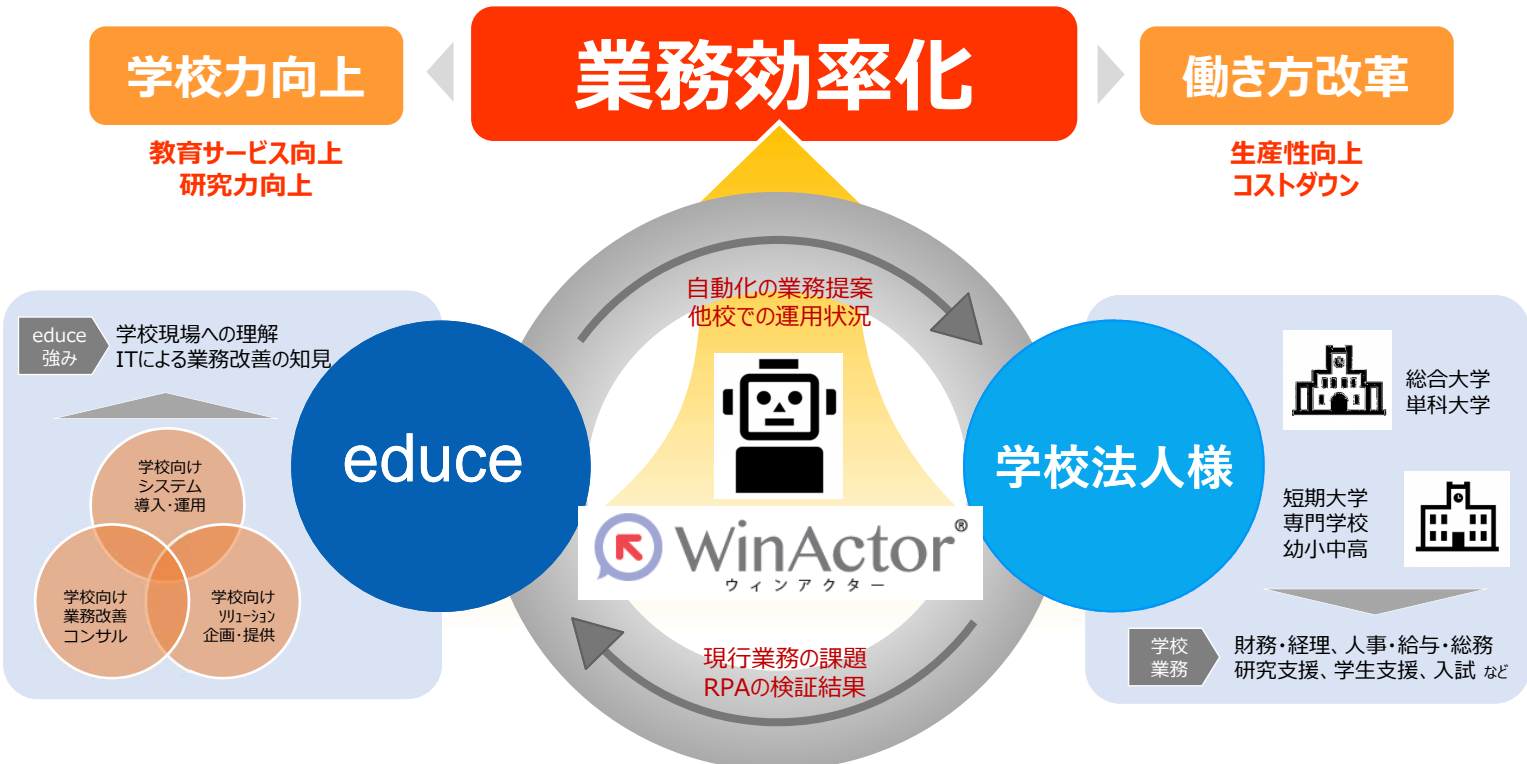 学校力向上
業務効率化
働き方改革
教育サービス向上
研究力向上
生産性向上
コストダウン
自動化の業務提案
他校での運用状況
educe
強み
学校現場への理解
ITによる業務改善の知見
学校向け
システム
導入・運用
学校向け
業務改善
コンサル
学校向け
ソリューション
企画・提供
educe
WinActor®
ウィンアクター
学校法人様
総合大学
単科大学
短期大学
専門学校
幼小中高
現行業務の課題
RPAの検証結果
学校
業務
財務・経理、人事・給与・総務
研究支援、学生支援、入試 など